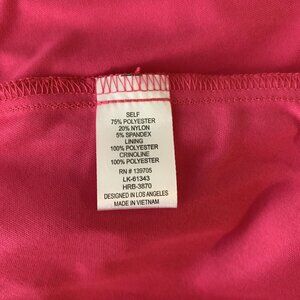 SELF
75% POLYESTER
20% NYLON
5% SPANDEX
LINING
100% POLYESTER
CRINOLINE
100% POLYESTER
RN # 139705
LK-61343
HRB-3870
DESIGNED IN LOS ANGELES
MADE IN VIETNAM